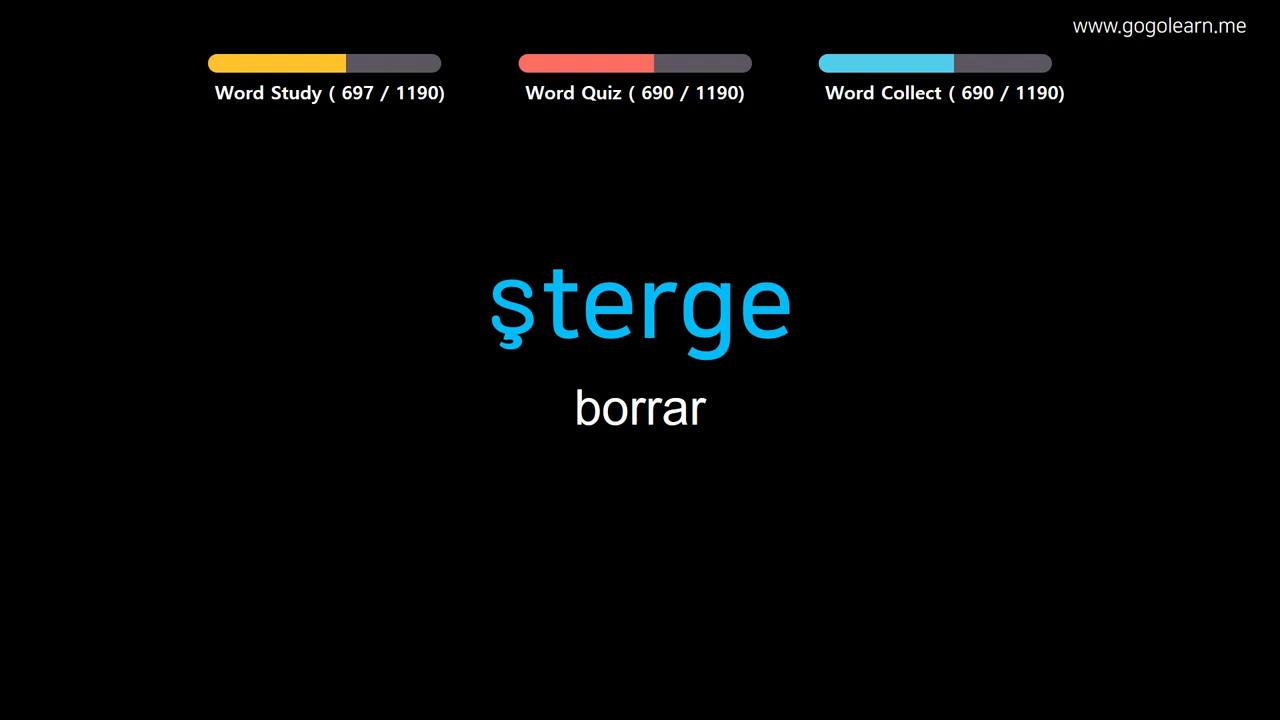 www.gogolearn.me
Word Study ( 697 / 1190)
Word Quiz ( 690 / 1190)
Word Collect ( 690 / 1190)
şterge
borrar